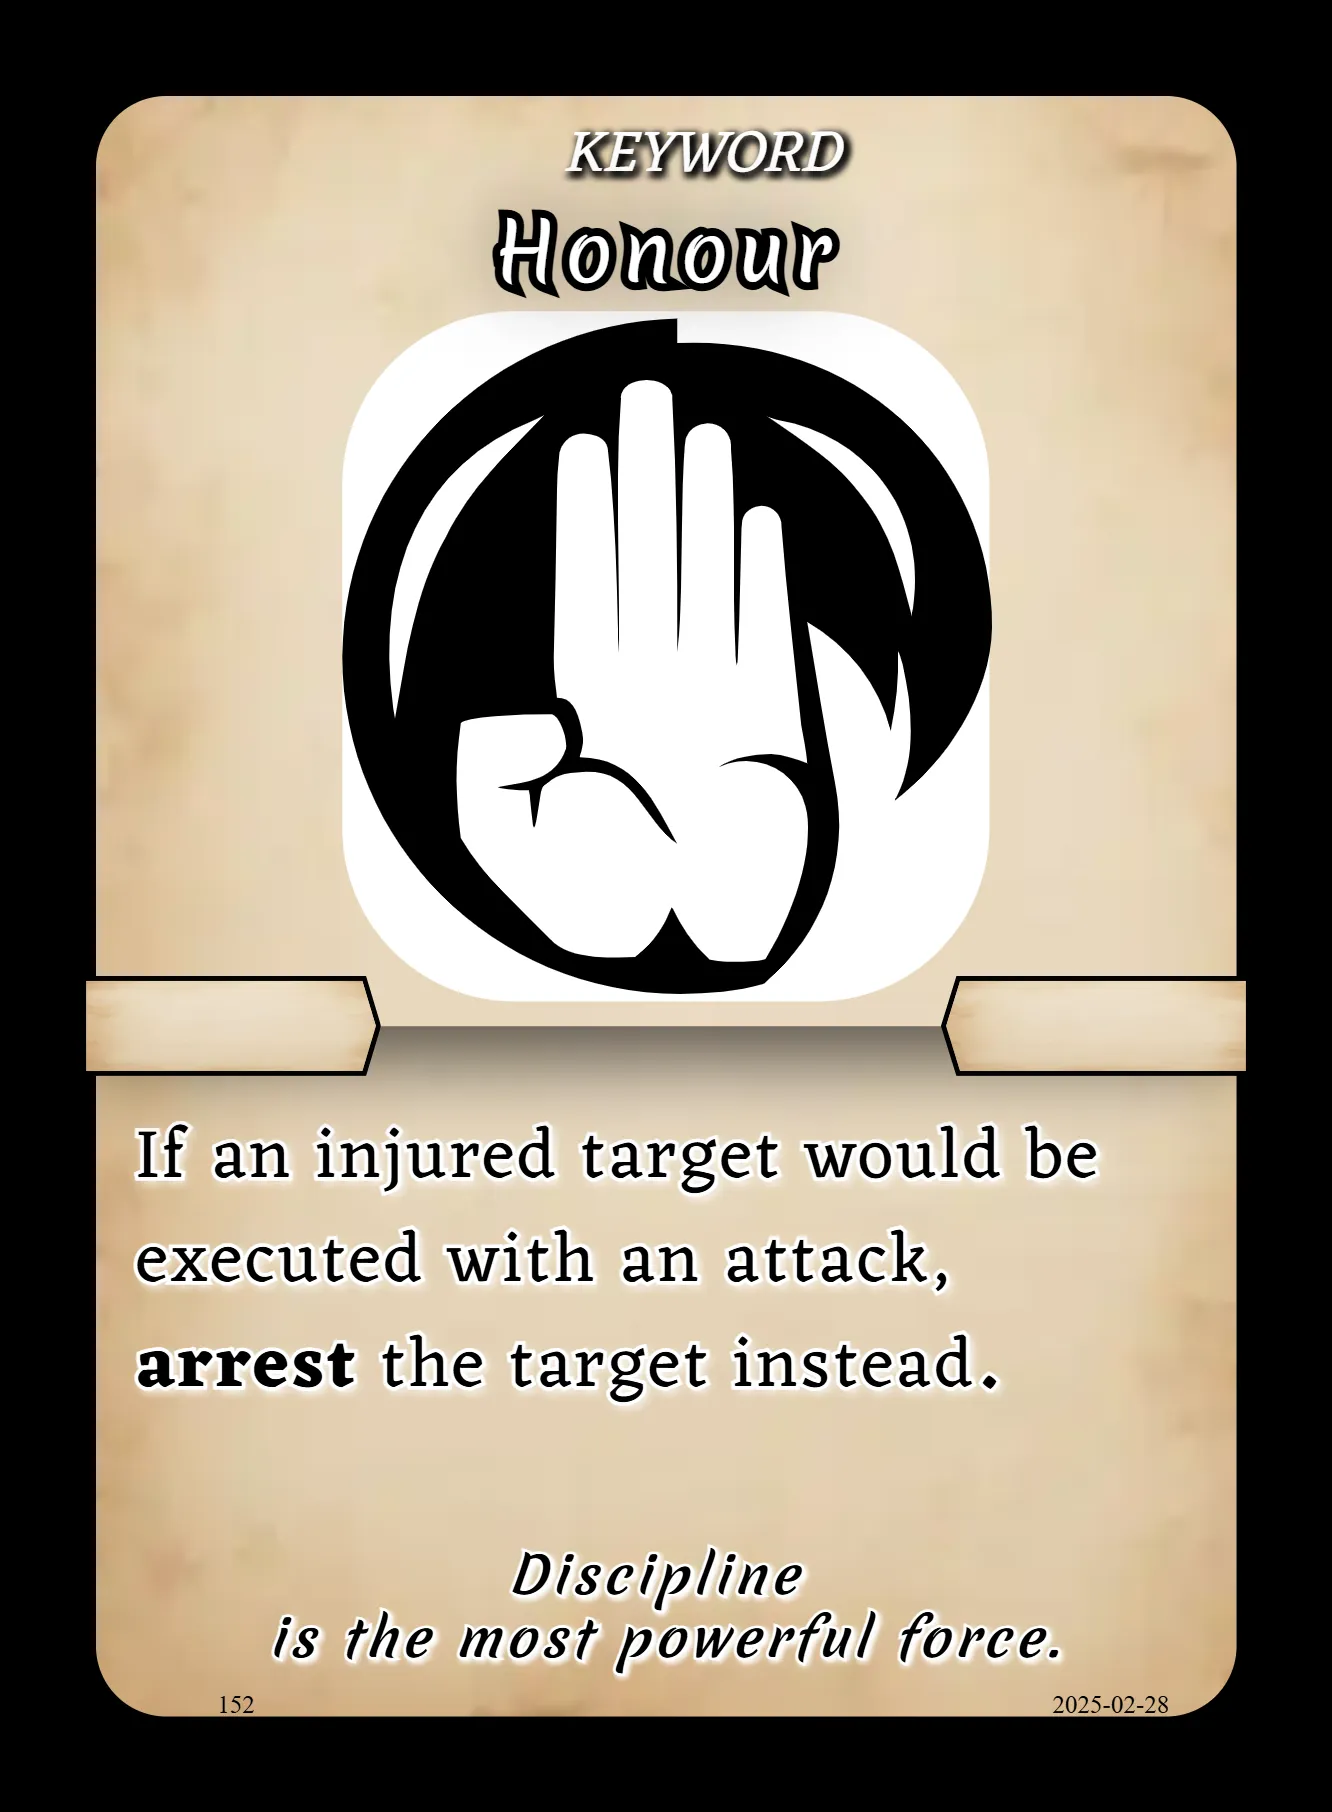 KEYWORD
Honour
If an injured target would be
executed with an attack,
arrest the target instead.
Discipline
is the most powerful force.
152
2025-02-28